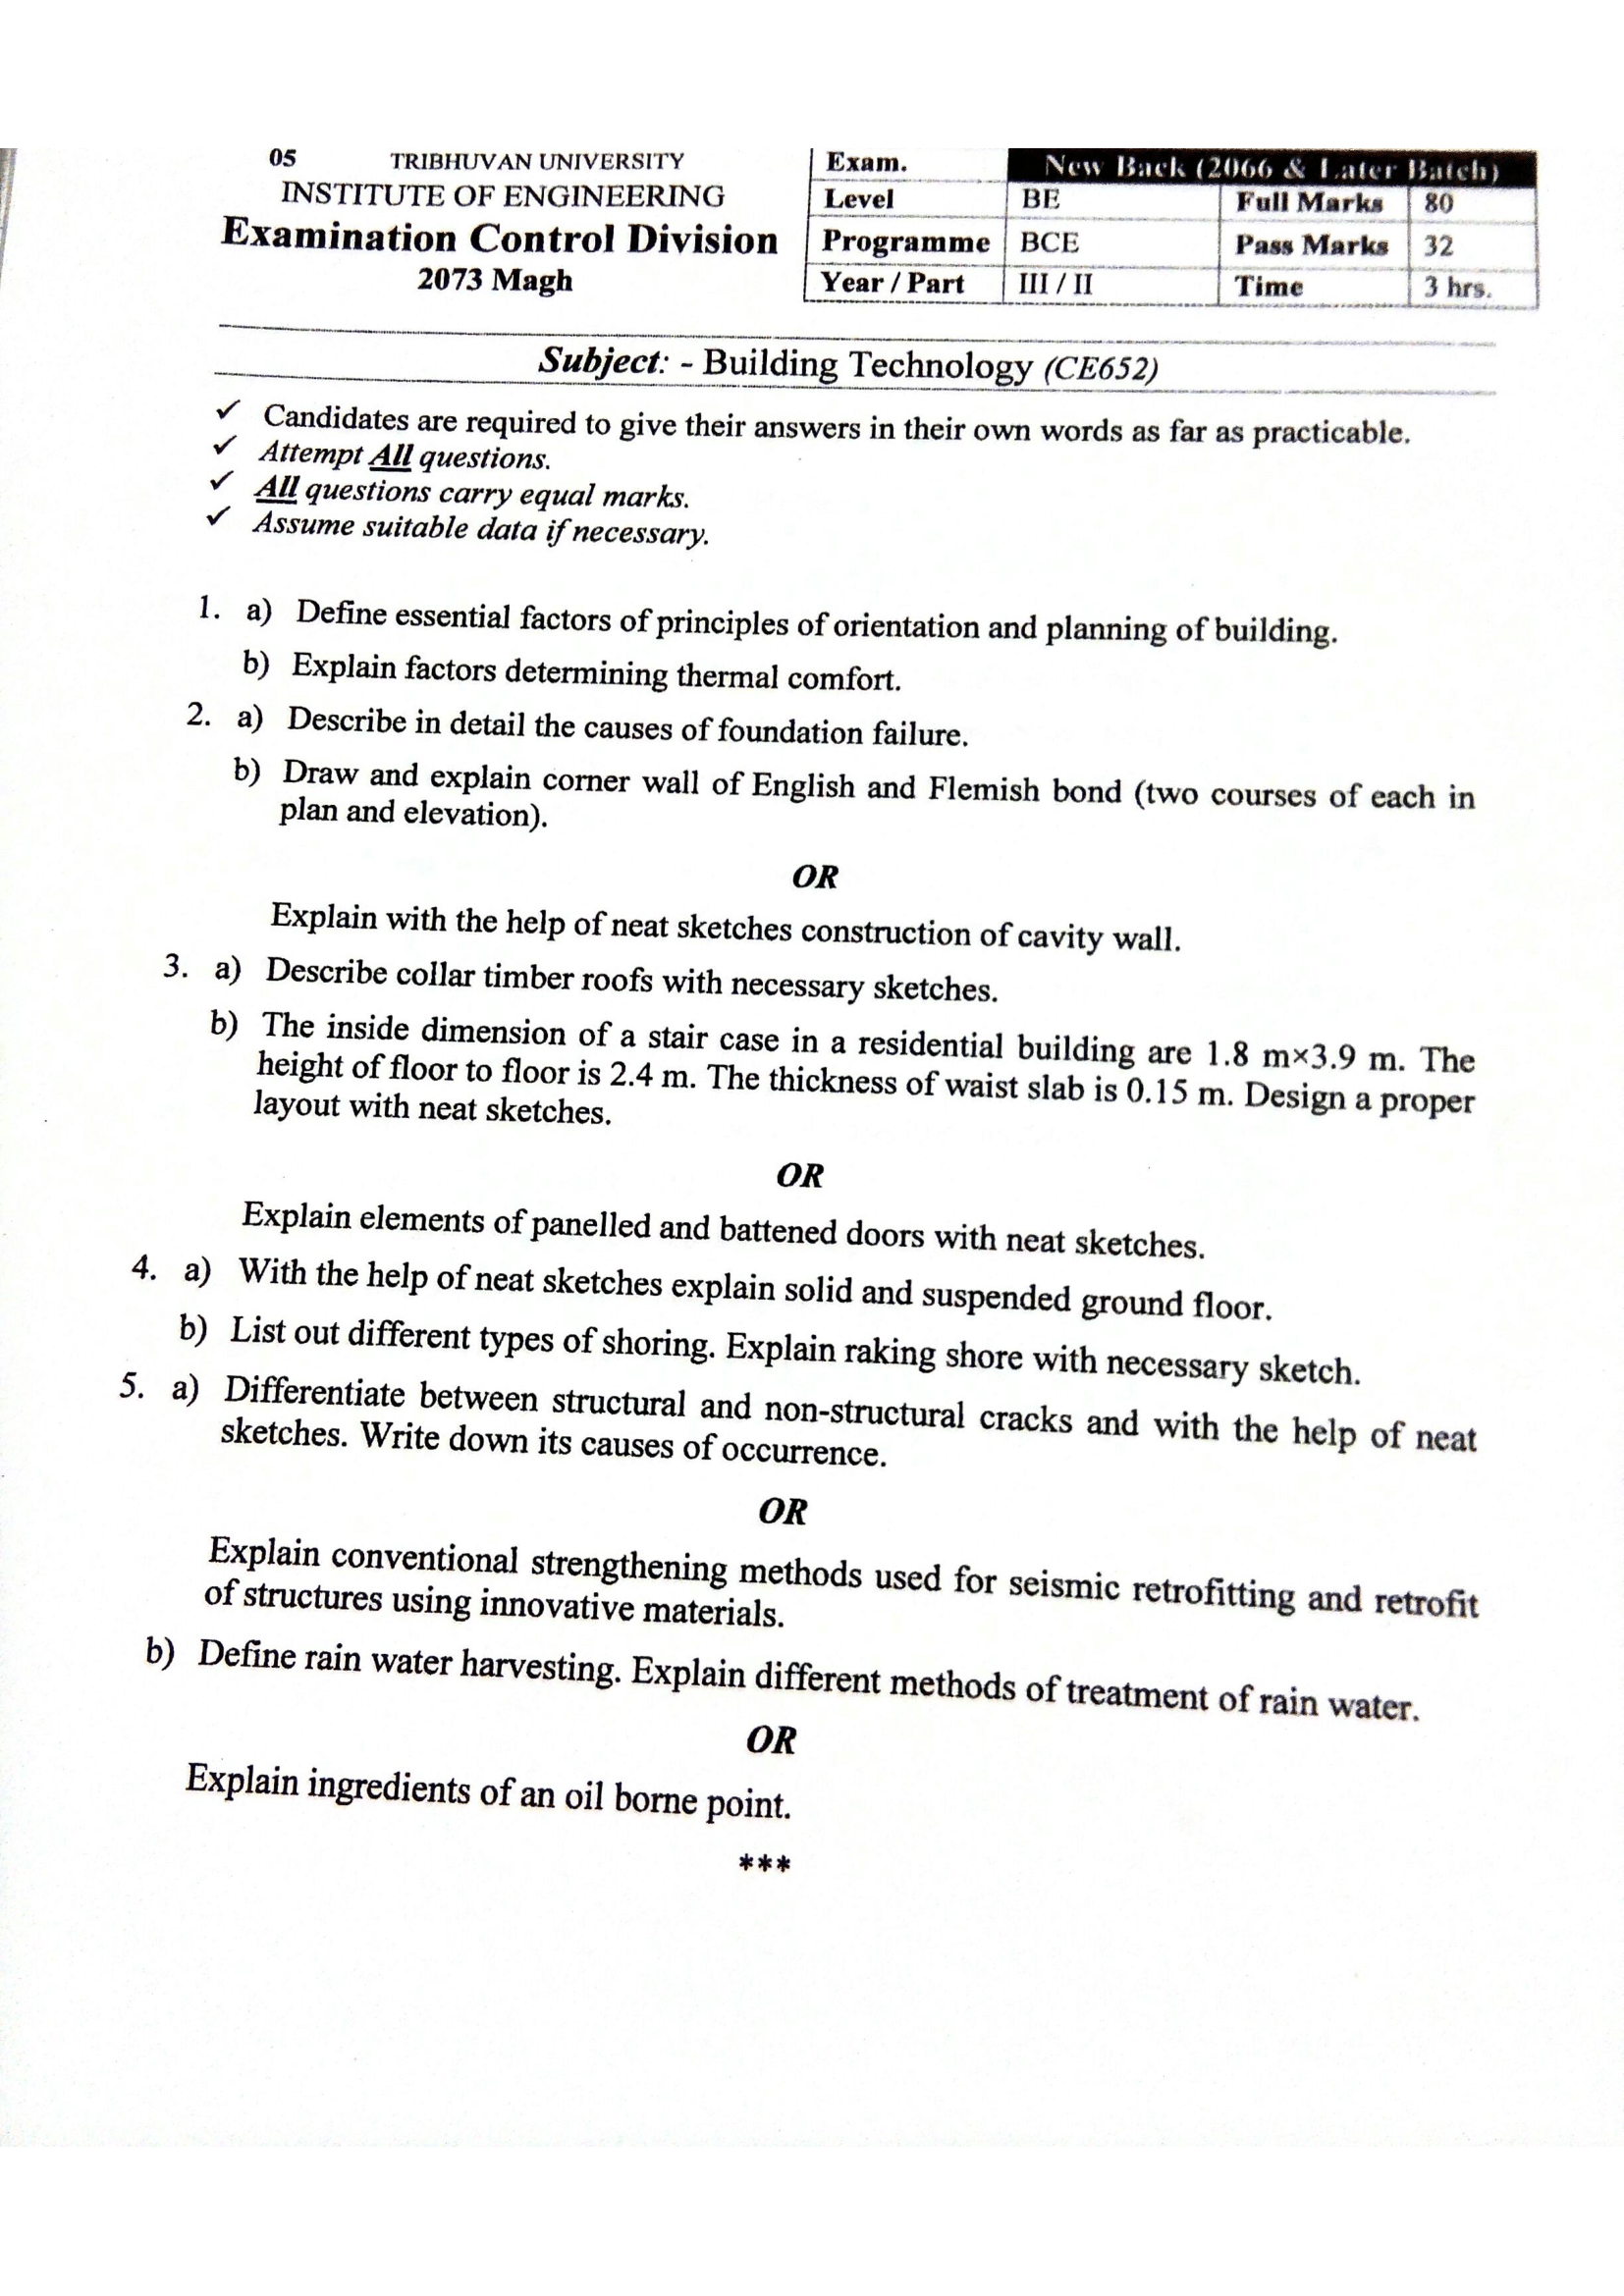 05 TRIBHUVAN UNIVERSITY
INSTITUTE OF ENGINEERING
Examination Control Division
2073 Magh
Exam. New Back (2066 & Later Batch)
Level BE Full Marks 80
Programme BCE Pass Marks 32
Year / Part III / II Time 3 hrs.
Subject: - Building Technology (CE652)
✓ Candidates are required to give their answers in their own words as far as practicable.
✓ Attempt All questions.
✓ All questions carry equal marks.
✓ Assume suitable data if necessary.
1. a) Define essential factors of principles of orientation and planning of building.
b) Explain factors determining thermal comfort.
2. a) Describe in detail the causes of foundation failure.
b) Draw and explain corner wall of English and Flemish bond (two courses of each in
plan and elevation).
OR
Explain with the help of neat sketches construction of cavity wall.
3. a) Describe collar timber roofs with necessary sketches.
b) The inside dimension of a stair case in a residential building are 1.8 m×3.9 m. The
height of floor to floor is 2.4 m. The thickness of waist slab is 0.15 m. Design a proper
layout with neat sketches.
OR
Explain elements of panelled and battened doors with neat sketches.
4. a) With the help of neat sketches explain solid and suspended ground floor.
b) List out different types of shoring. Explain raking shore with necessary sketch.
5. a) Differentiate between structural and non-structural cracks and with the help of neat
sketches. Write down its causes of occurrence.
OR
Explain conventional strengthening methods used for seismic retrofitting and retrofit
of structures using innovative materials.
b) Define rain water harvesting. Explain different methods of treatment of rain water.
OR
Explain ingredients of an oil borne point.
***